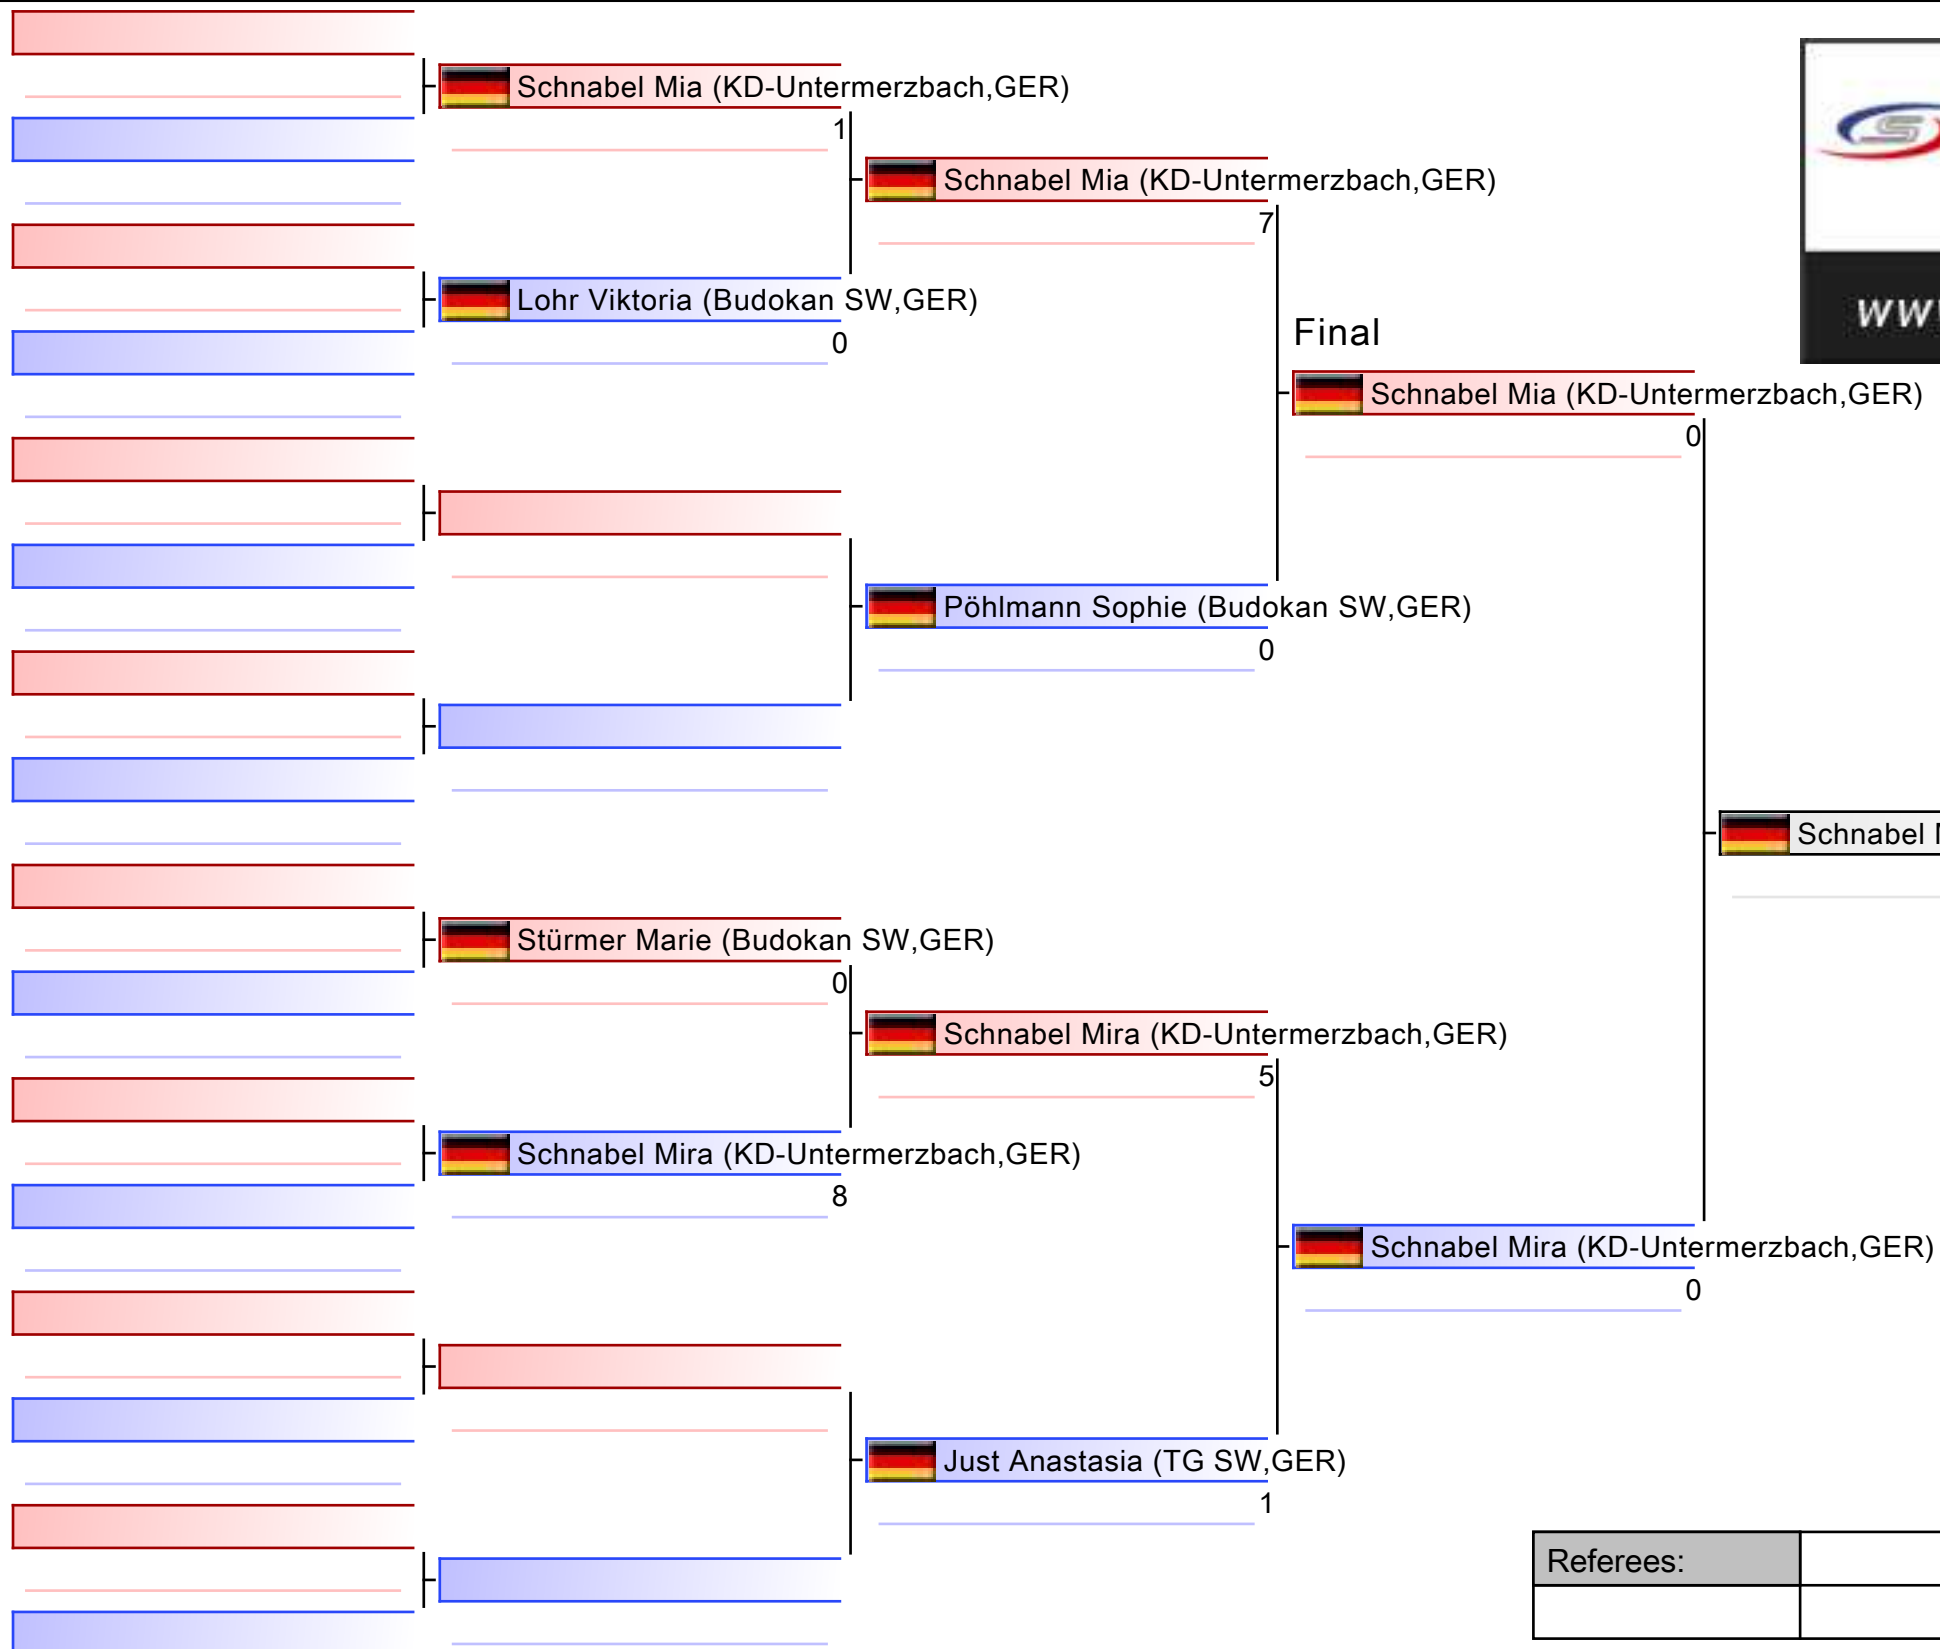 Schnabel Mia (KD-Untermerzbach,GER)
1
Schnabel Mia (KD-Untermerzbach,GER)
7
Lohr Viktoria (Budokan SW,GER)
0
Final
Schnabel Mia (KD-Untermerzbach,GER)
0
Pöhlmann Sophie (Budokan SW,GER)
0
Schnabel
Stürmer Marie (Budokan SW,GER)
0
Schnabel Mira (KD-Untermerzbach,GER)
5
Schnabel Mira (KD-Untermerzbach,GER)
8
Schnabel Mira (KD-Untermerzbach,GER)
0
Just Anastasia (TG SW,GER)
1
Referees: